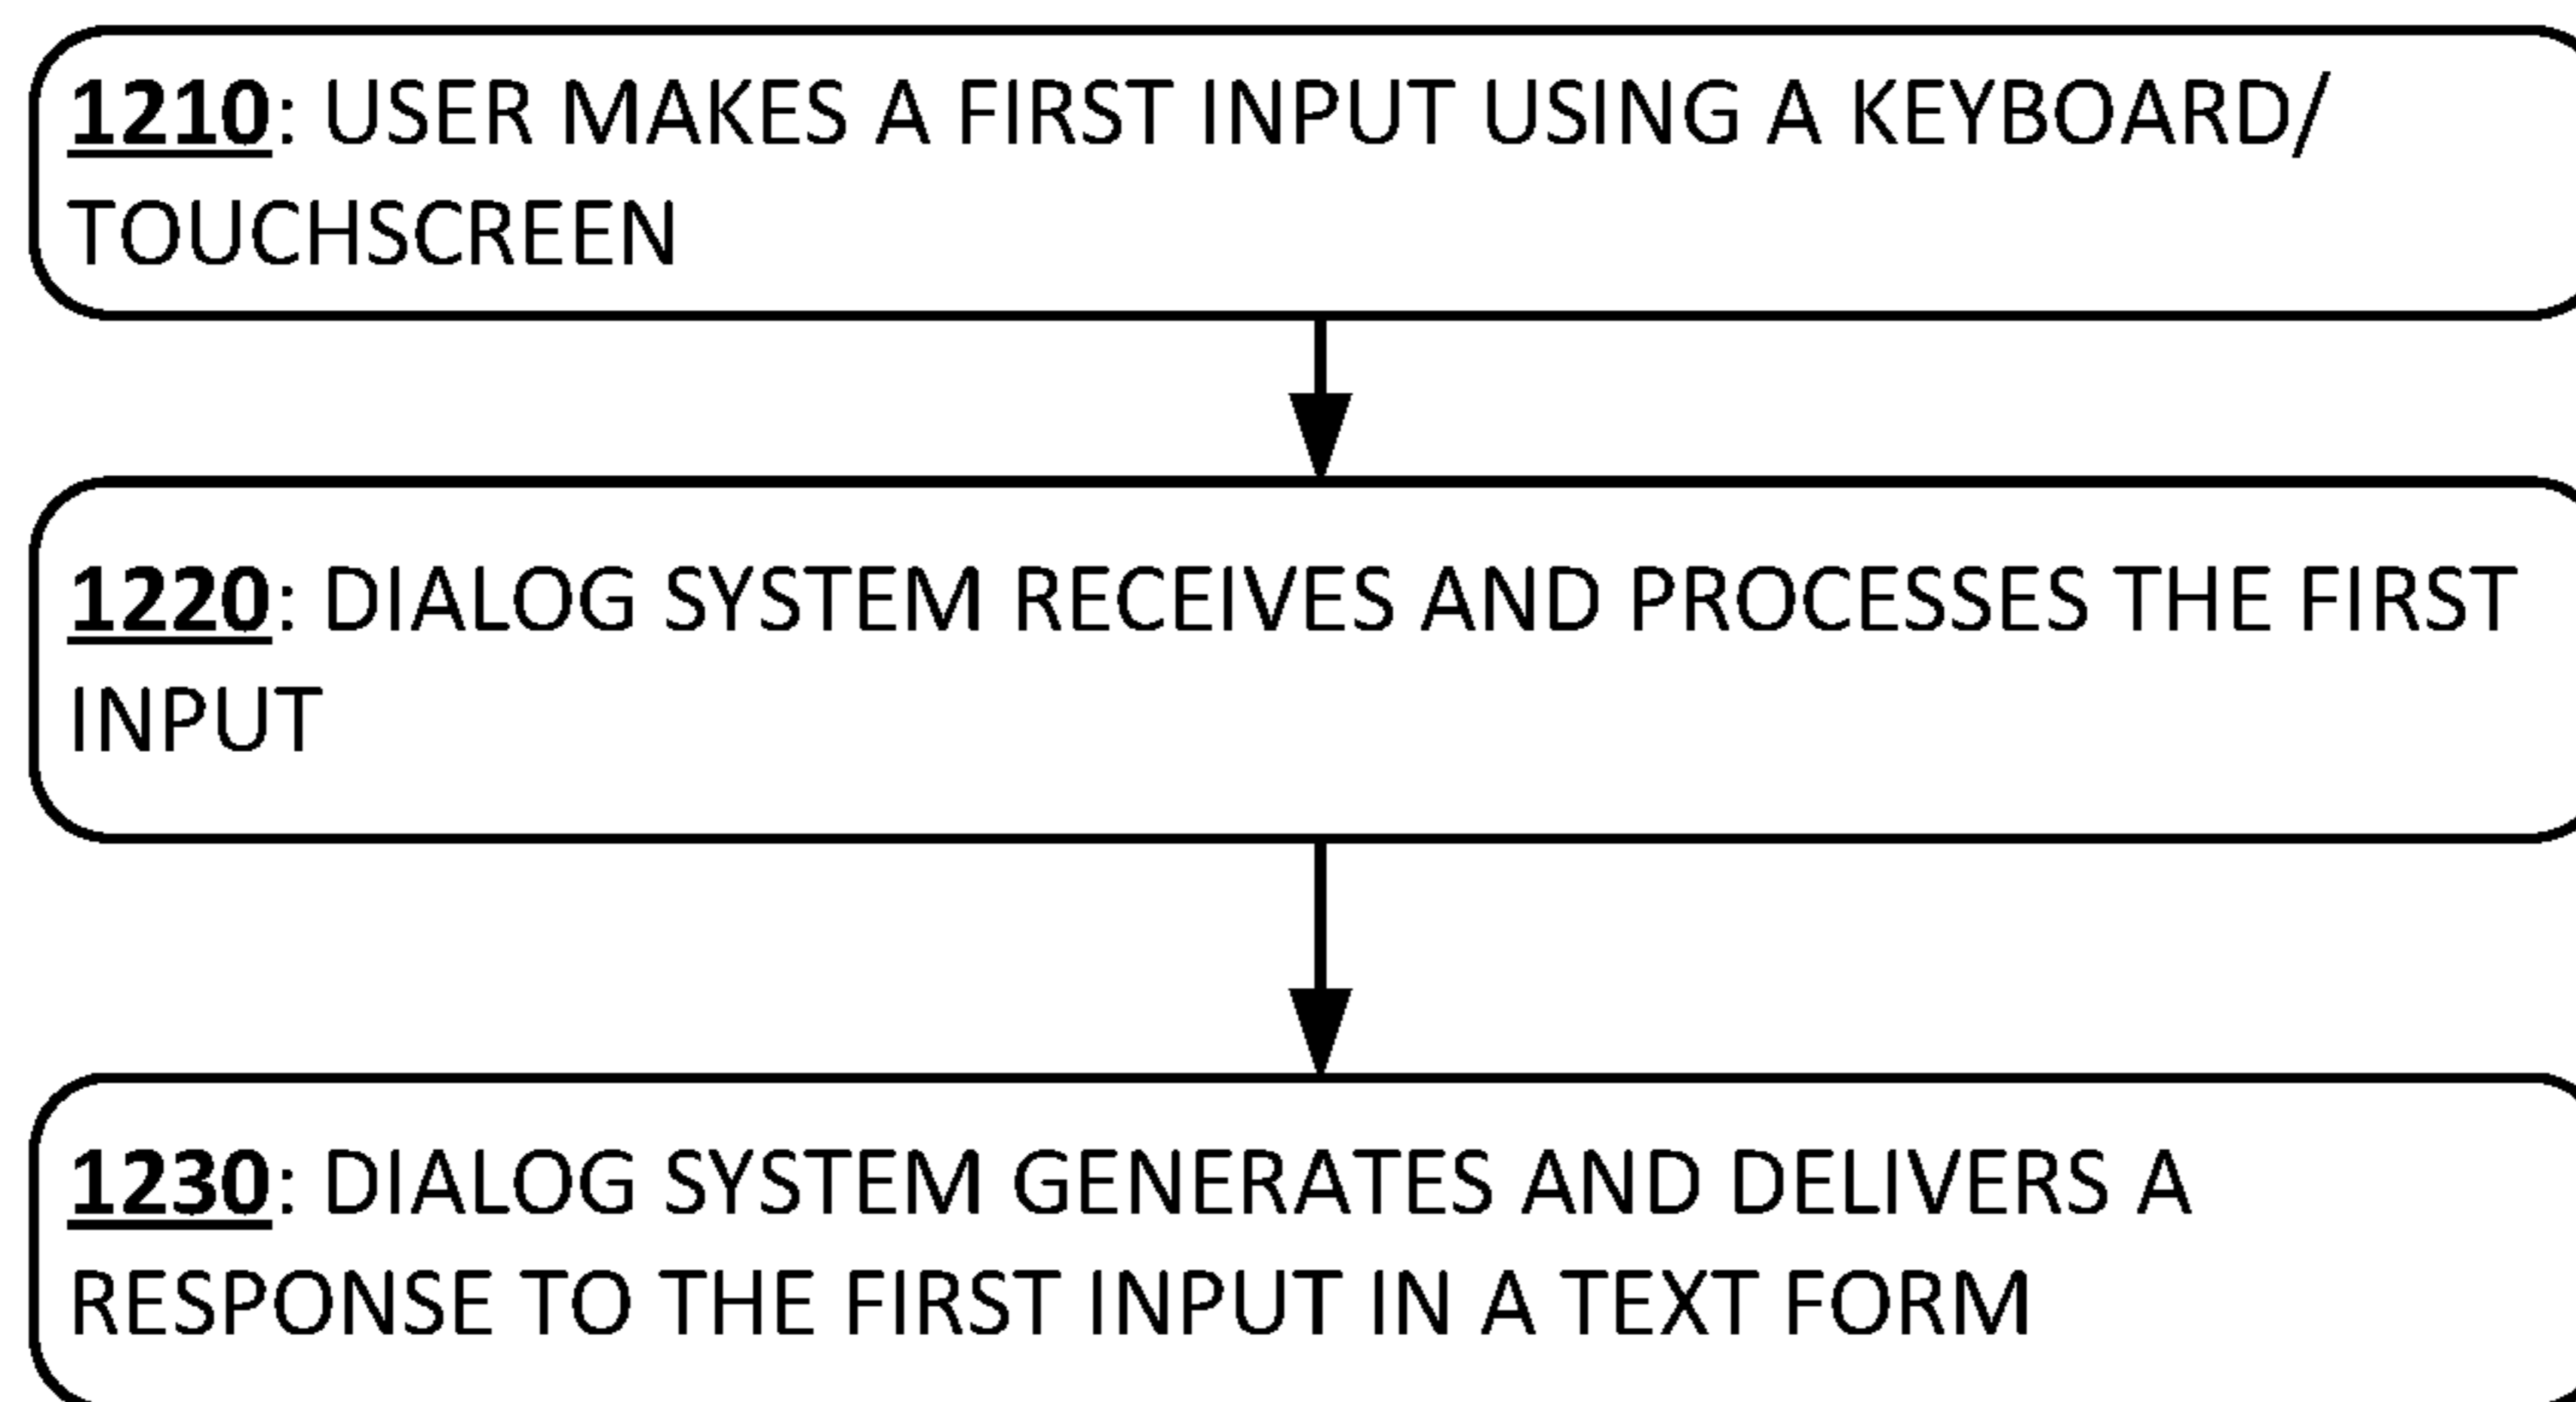 1210: USER MAKES A FIRST INPUT USING A KEYBOARD/
TOUCHSCREEN
1220: DIALOG SYSTEM RECEIVES AND PROCESSES THE FIRST
INPUT
1230: DIALOG SYSTEM GENERATES AND DELIVERS A
RESPONSE TO THE FIRST INPUT IN A TEXT FORM